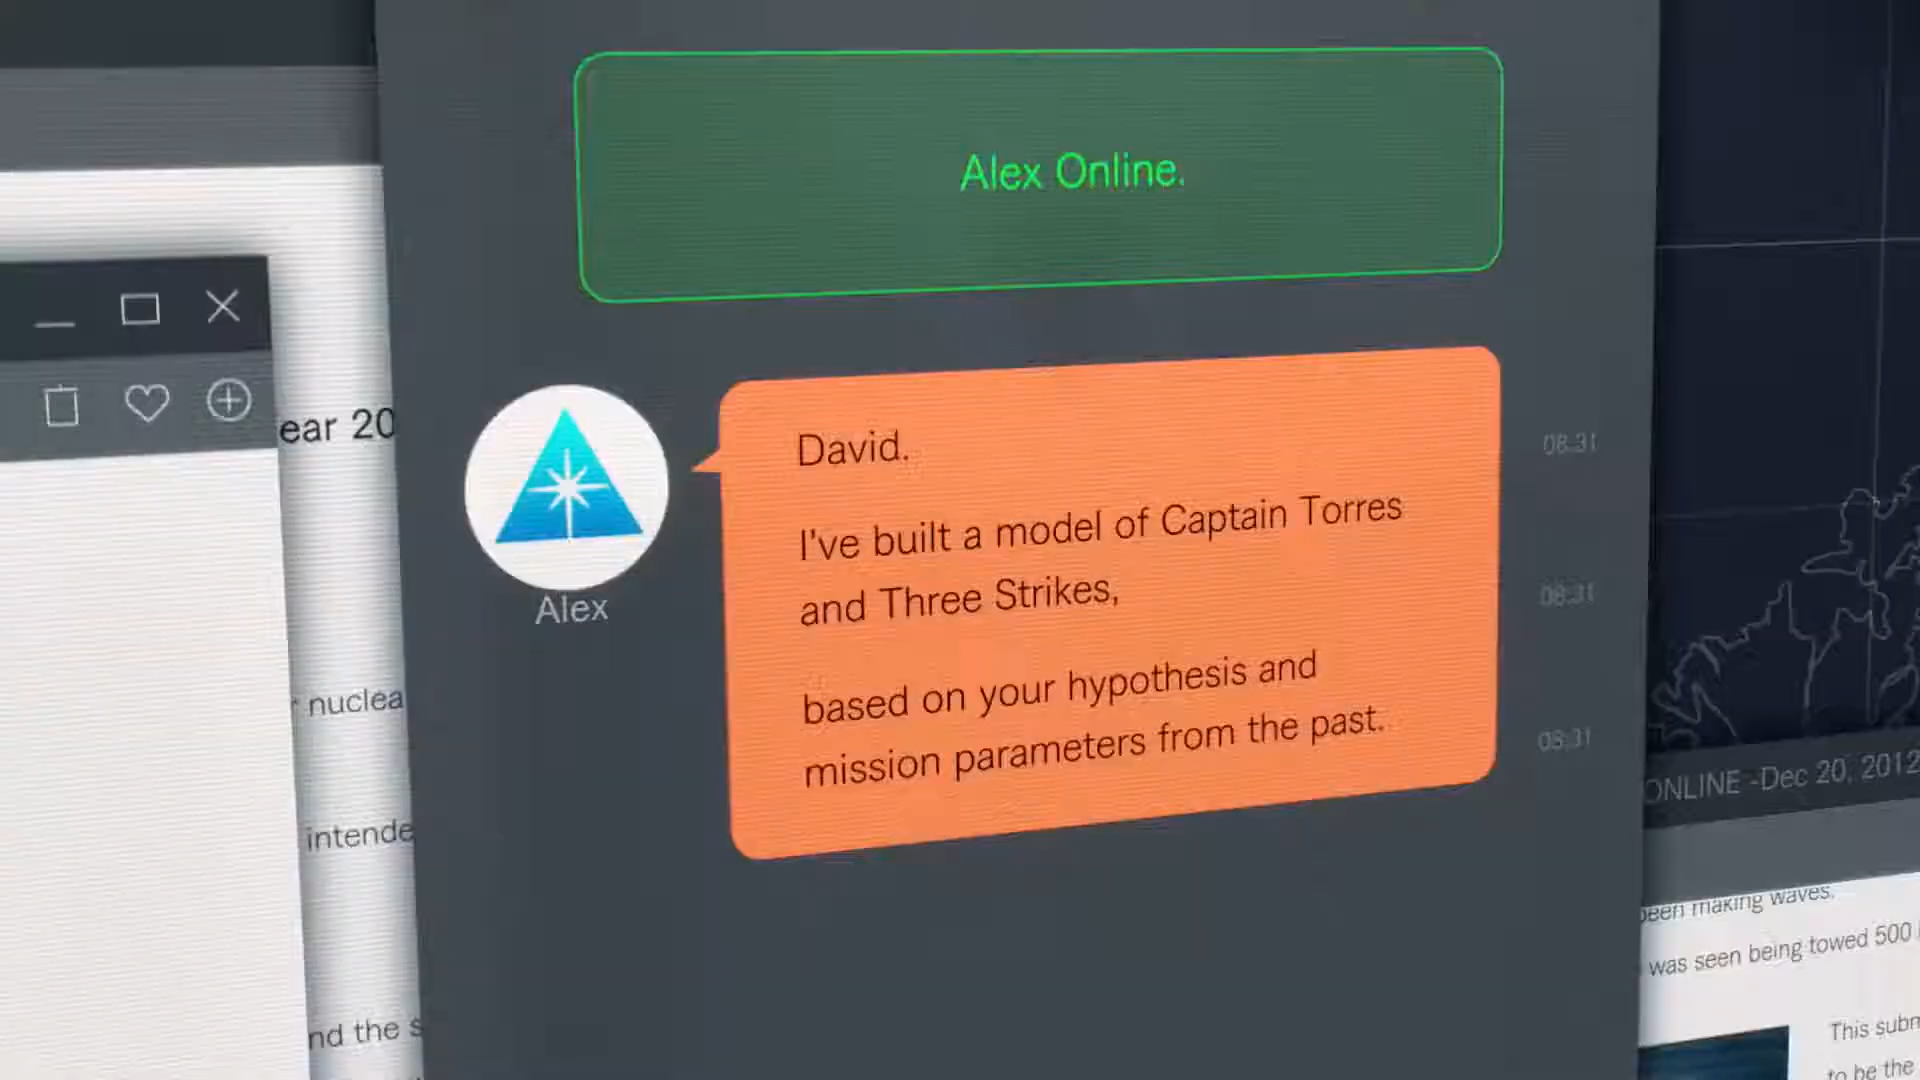 Alex Online.
David.
08:31
I've built a model of Captain Torres
and Three Strikes,
08:31
based on your hypothesis and
mission parameters from the past.
08:31
Alex
ear 20
nuclea
intende
nd the s
ONLINE -Dec 20, 2012
been making waves.
was seen being towed 500
This subm
to be the